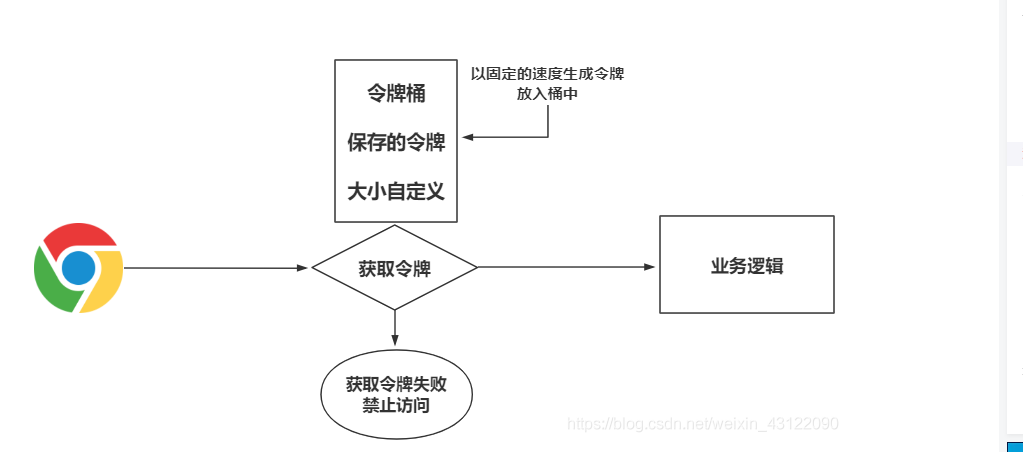 令牌桶
保存的令牌
大小自定义
以固定的速度生成令牌
放入桶中
获取令牌
业务逻辑
获取令牌失败
禁止访问
https://blog.csdn.net/weixin_43122090